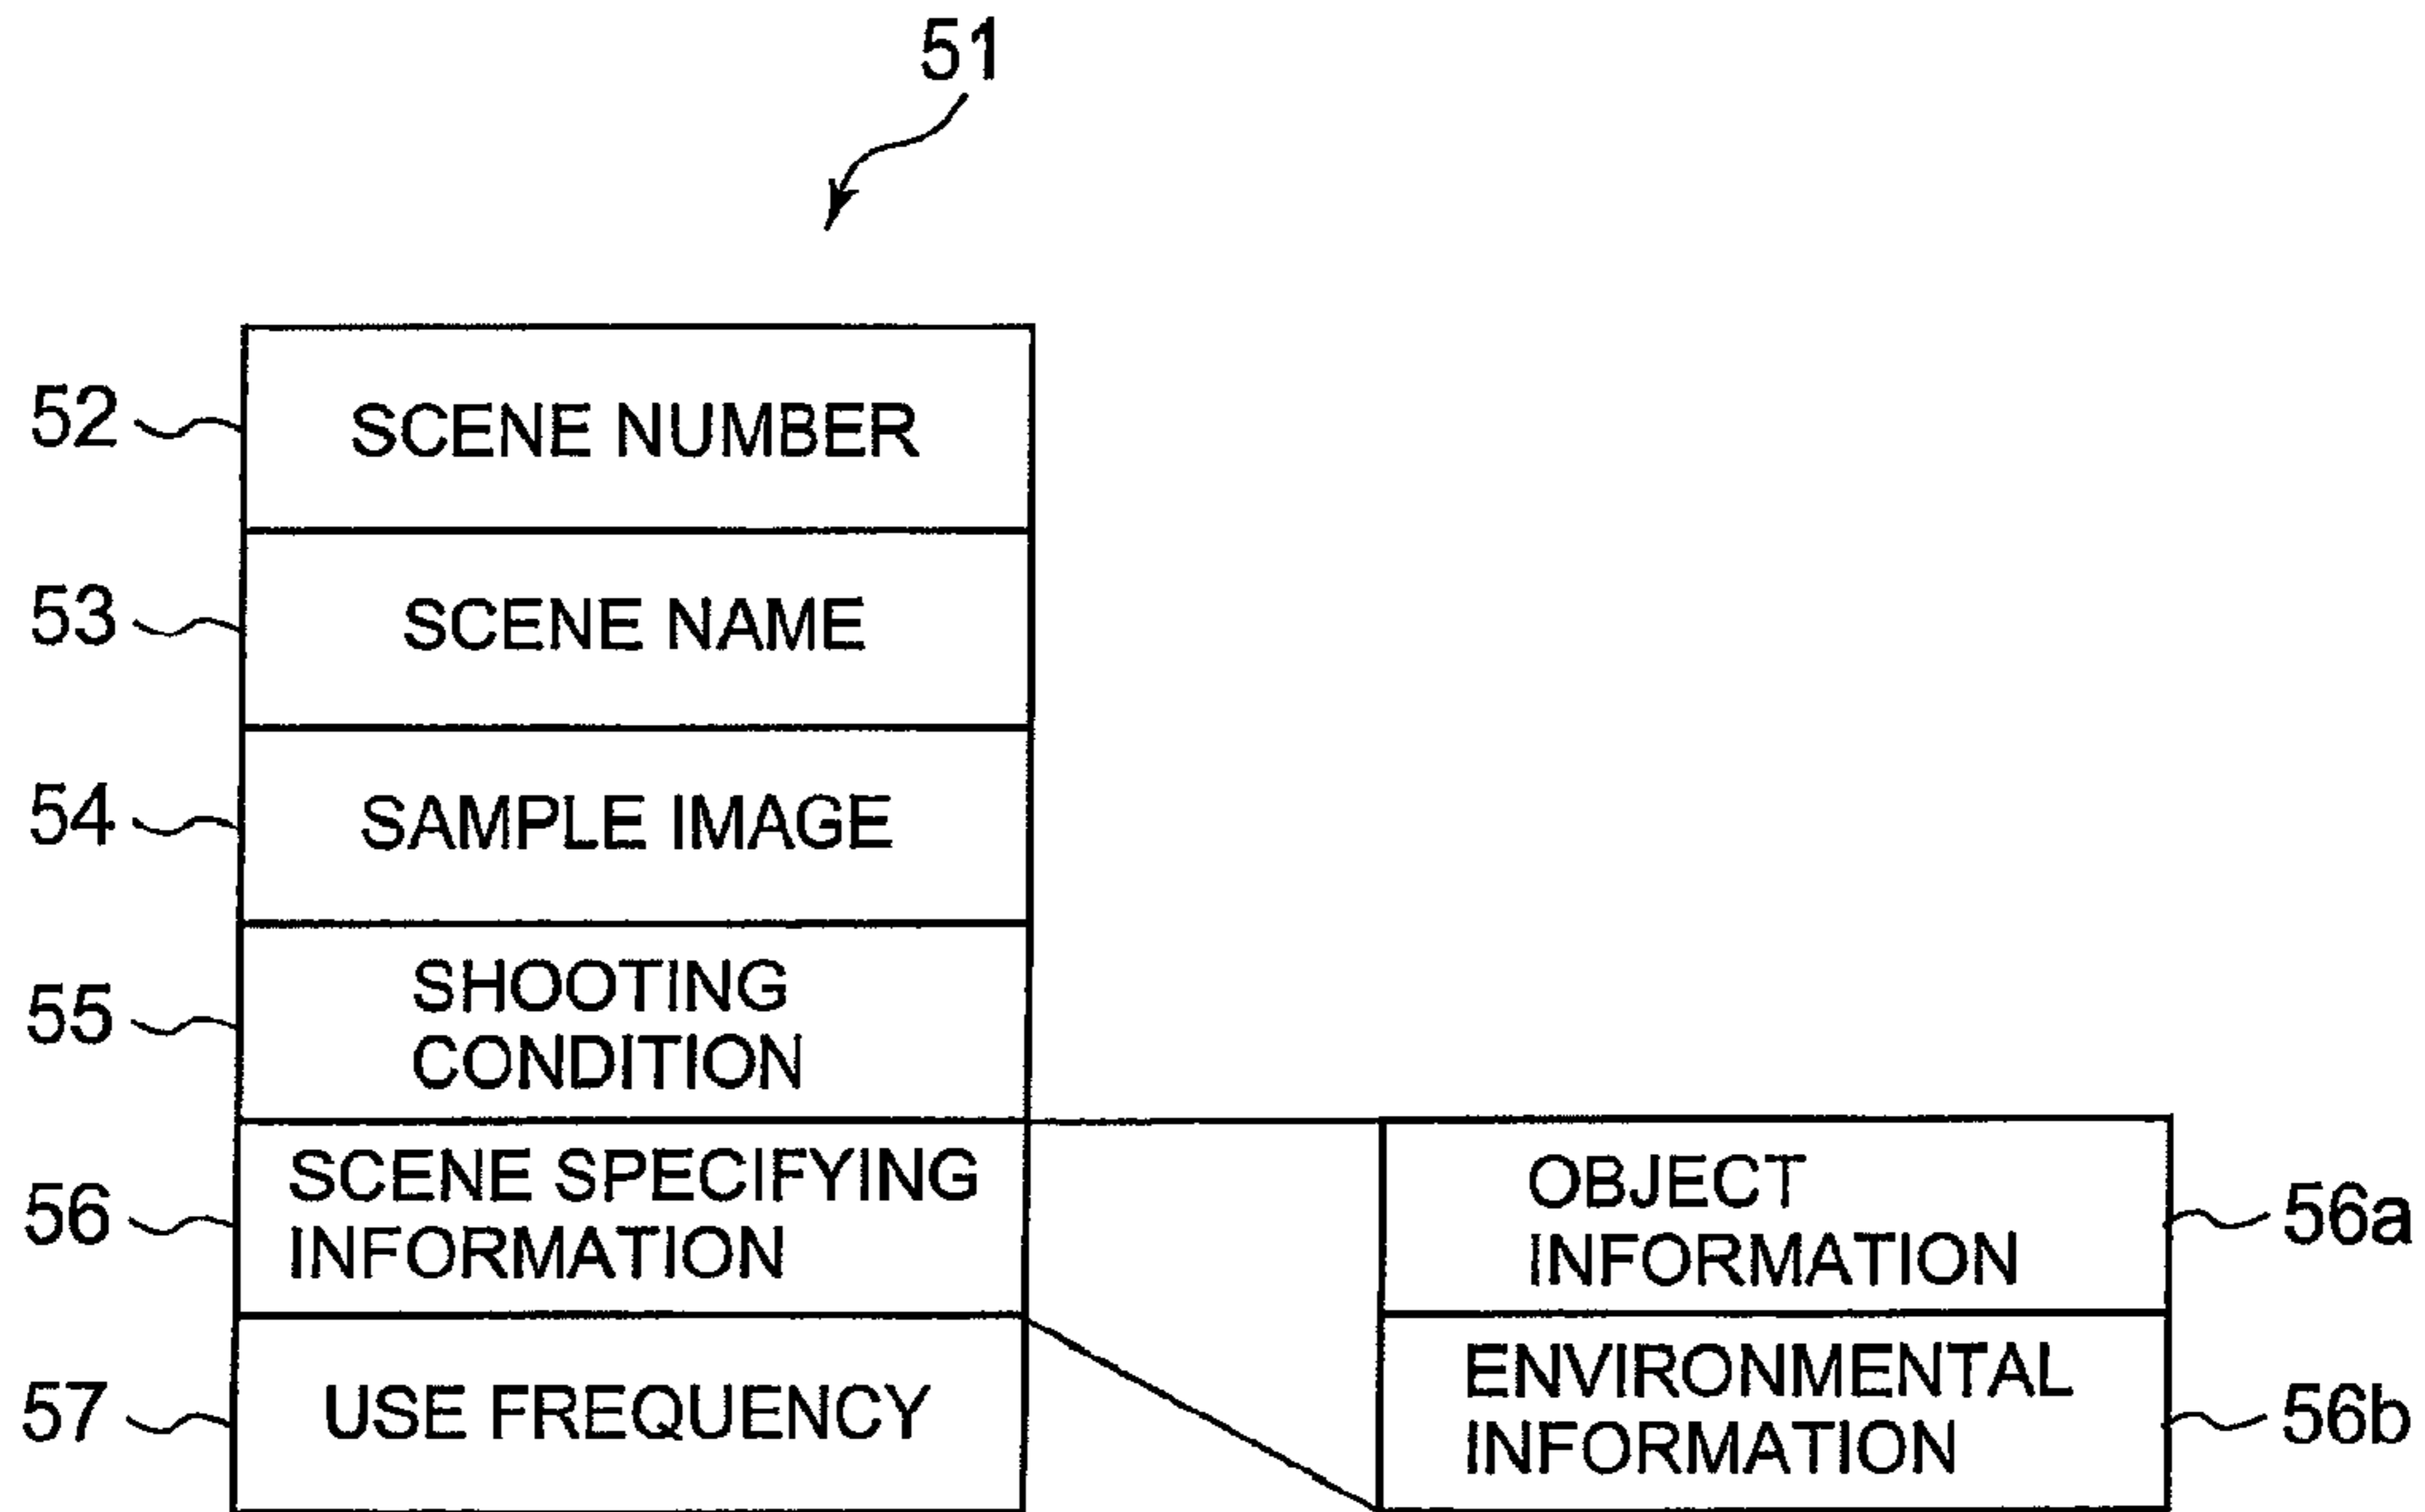 51
52 SCENE NUMBER
53 SCENE NAME
54 SAMPLE IMAGE
55 SHOOTING
CONDITION
56 SCENE SPECIFYING
INFORMATION
57 USE FREQUENCY
OBJECT
INFORMATION 56a
ENVIRONMENTAL
INFORMATION 56b